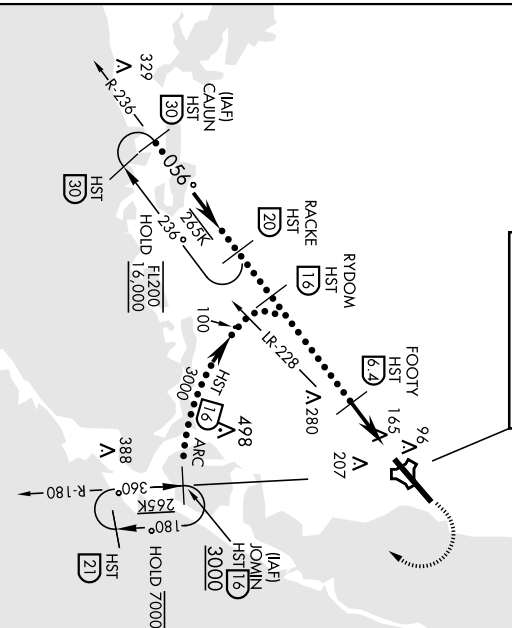 329
R-236
(IAF)
CAJUN
HST
30
056°
265K
236°
HST
30
HOLD FL200
16,000
RACKE
HST
20
RYDOM
HST
16
LR-228
100
3000
HST
16
ARC
498
280
FOOTY
HST
6.4
165
96
207
388
R-180
360°
265K
180°
HST
21
HOLD 7000
(IAF)
JOMIN
HST 16
3000